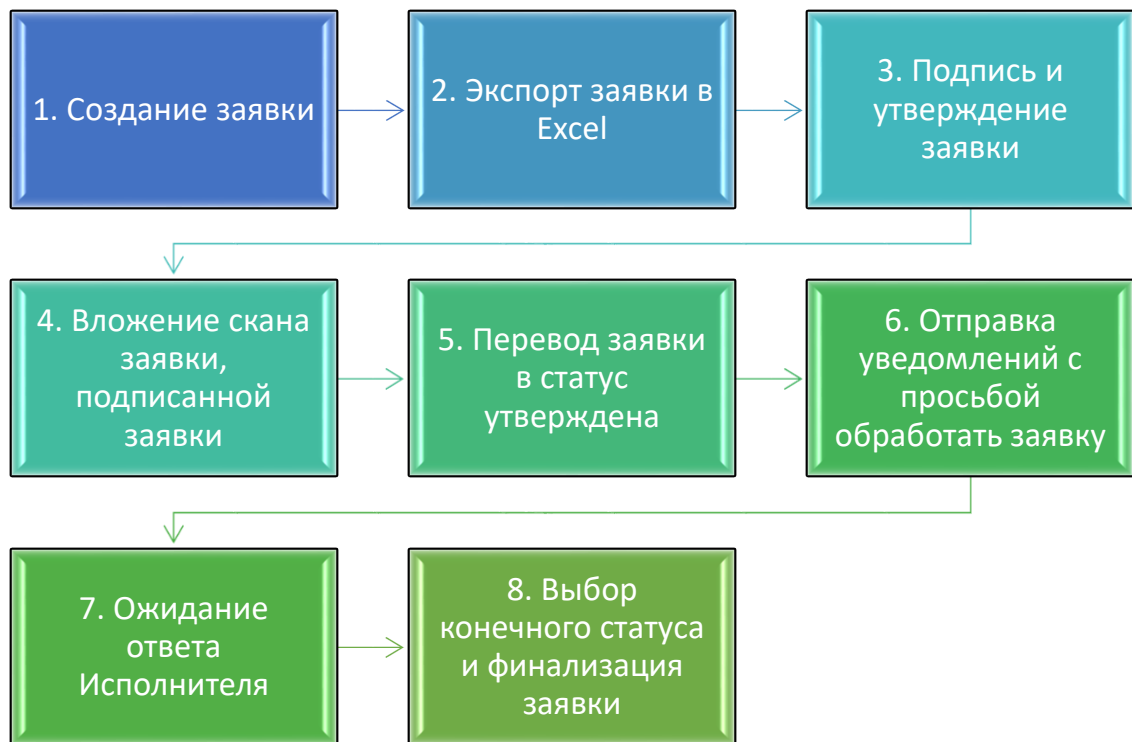 1. Создание заявки
2. Экспорт заявки в
Excel
3. Подпись и
утверждение
заявки
4. Вложение скана
заявки,
подписанной
заявки
5. Перевод заявки
в статус
утверждена
6. Отправка
уведомлений с
просьбой
обработать заявку
7. Ожидание
ответа
Исполнителя
8. Выбор
конечного статуса
и финализация
заявки